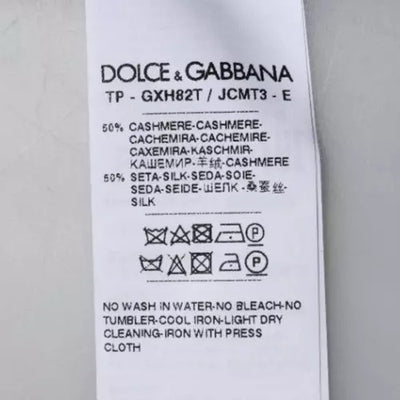 DOLCE & GABBANA
TP - GXH82T / JCMT3 - E
50% CASHMERE-CASHMERE-
CACHEMIRA-CACHEMIRE-
CAXEMIRA-KASCHMIR-
КАШЕМИР-羊绒-CASHMERE
50% SETA-SILK-SEDA-SOIE-
SEDA-SEIDE-ШЕЛК-桑蚕丝-
SILK
P
P
NO WASH IN WATER-NO BLEACH-NO
TUMBLER-COOL IRON-LIGHT DRY
CLEANING-IRON WITH PRESS
CLOTH